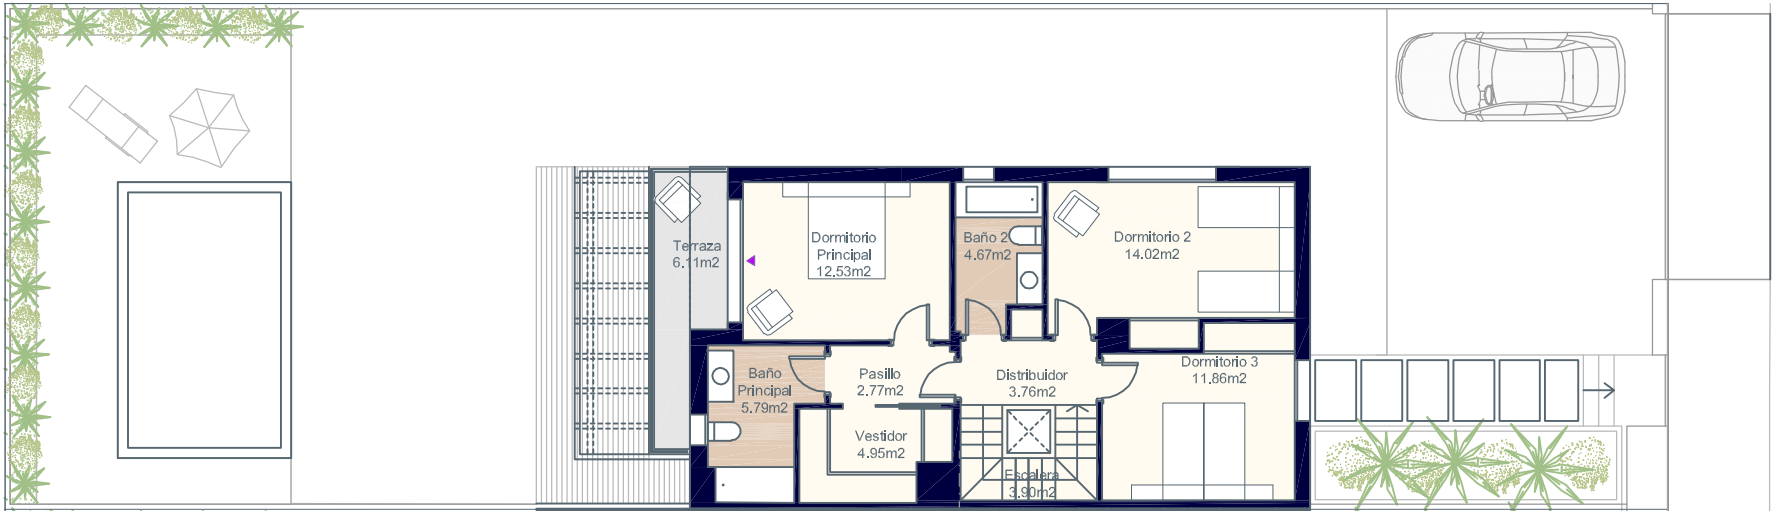 Terraza
6.11m2
Dormitorio
Principal
12.53m2
Baño 2
4.67m2
Dormitorio 2
14.02m2
Baño
Principal
5.79m2
Pasillo
2.77m2
Distribuidor
3.76m2
Dormitorio 3
11.86m2
Vestidor
4.95m2
Escalera
3.90m2